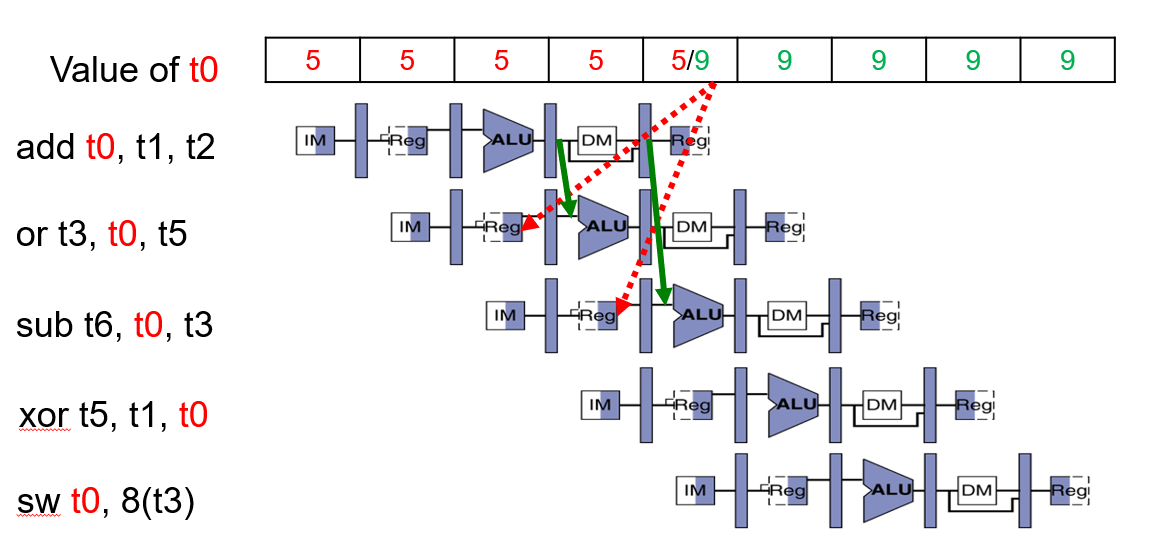 Value of t0 5 5 5 5 5/9 9 9 9 9
add t0, t1, t2 IM Reg ALU DM Reg
or t3, t0, t5 IM Reg ALU DM Reg
sub t6, t0, t3 IM Reg ALU DM Reg
xor t5, t1, t0 IM Reg ALU DM Reg
sw t0, 8(t3) IM Reg ALU DM Reg